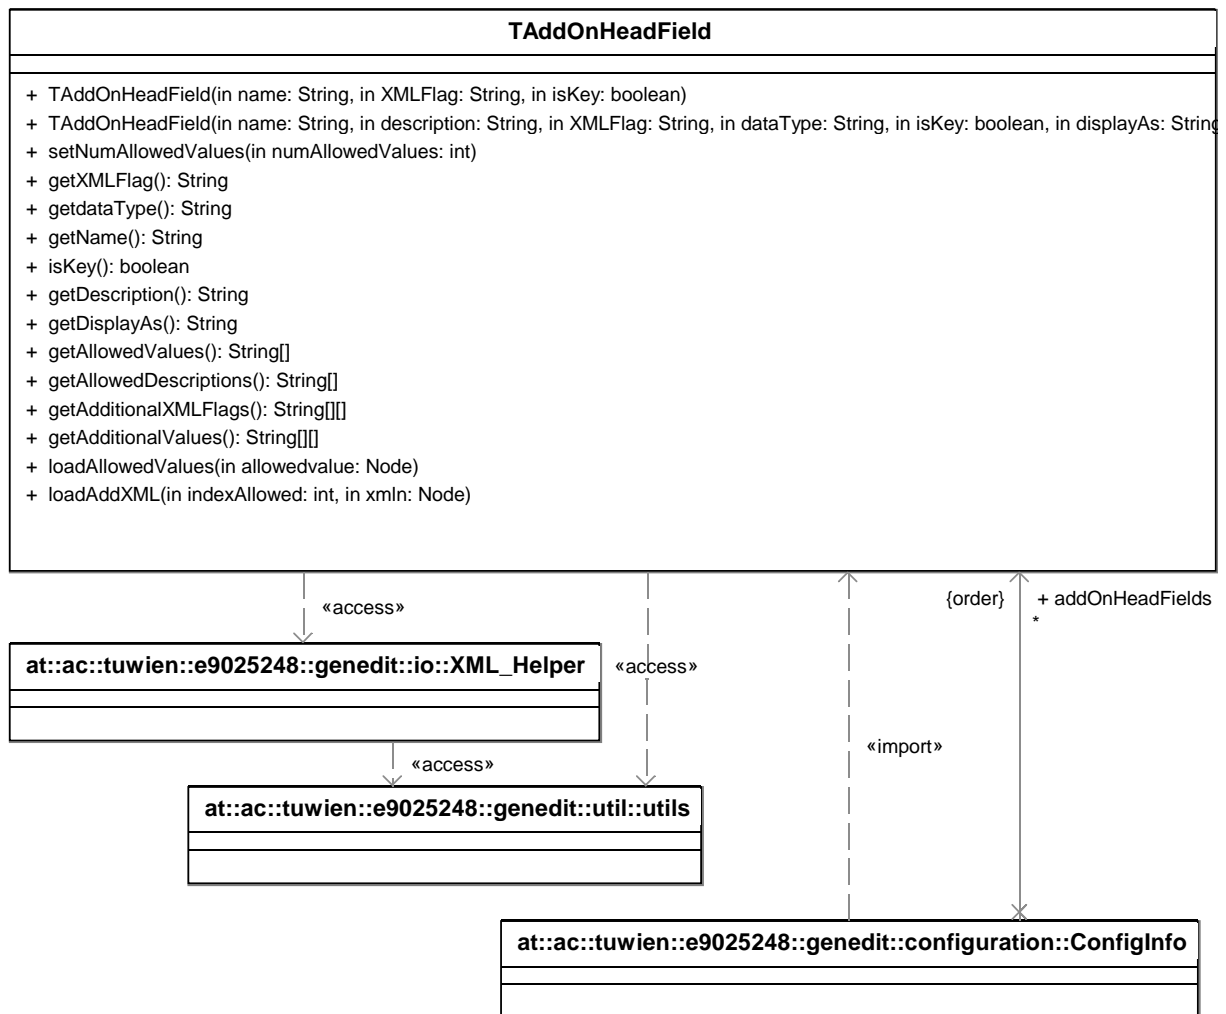 TAddOnHeadField
+ TAddOnHeadField(in name: String, in XMLFlag: String, in isKey: boolean)
+ TAddOnHeadField(in name: String, in description: String, in XMLFlag: String, in dataType: String, in isKey: boolean, in displayAs: String
+ setNumAllowedValues(in numAllowedValues: int)
+ getXMLFlag(): String
+ getdataType(): String
+ getName(): String
+ isKey(): boolean
+ getDescription(): String
+ getDisplayAs(): String
+ getAllowedValues(): String[]
+ getAllowedDescriptions(): String[]
+ getAdditionalXMLFlags(): String[][]
+ getAdditionalValues(): String[][]
+ loadAllowedValues(in allowedvalue: Node)
+ loadAddXML(in indexAllowed: int, in xmln: Node)
«access»
{order} + addOnHeadFields
*
at::ac::tuwien::e9025248::genedit::io::XML_Helper
«access»
«import»
«access»
at::ac::tuwien::e9025248::genedit::util::utils
at::ac::tuwien::e9025248::genedit::configuration::ConfigInfo